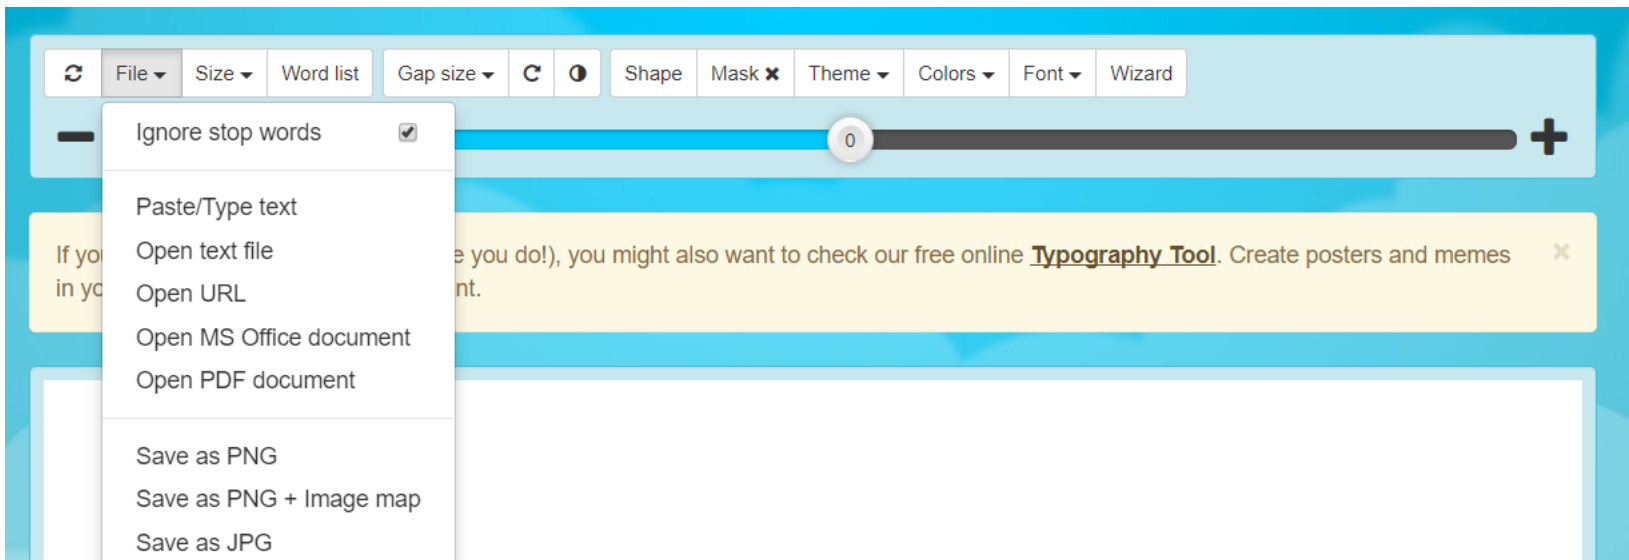 File Size Word list Gap size Shape Mask Theme Colors Font Wizard
Ignore stop words
0
Paste/Type text
Open text file
Open URL
Open MS Office document
Open PDF document
Save as PNG
Save as PNG + Image map
Save as JPG
If you do!), you might also want to check our free online Typography Tool. Create posters and memes
in